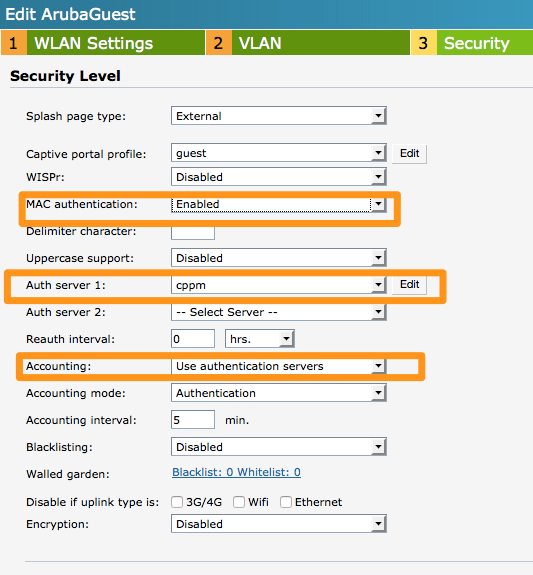 Edit ArubaGuest
1 WLAN Settings 2 VLAN 3 Security
Security Level
Splash page type: External
Captive portal profile: guest Edit
WISPr: Disabled
MAC authentication: Enabled
Delimiter character:
Uppercase support: Disabled
Auth server 1: cppm Edit
Auth server 2: -- Select Server --
Reauth interval: 0 hrs.
Accounting: Use authentication servers
Accounting mode: Authentication
Accounting interval: 5 min.
Blacklisting: Disabled
Walled garden: Blacklist: 0 Whitelist: 0
Disable if uplink type is: 3G/4G Wifi Ethernet
Encryption: Disabled